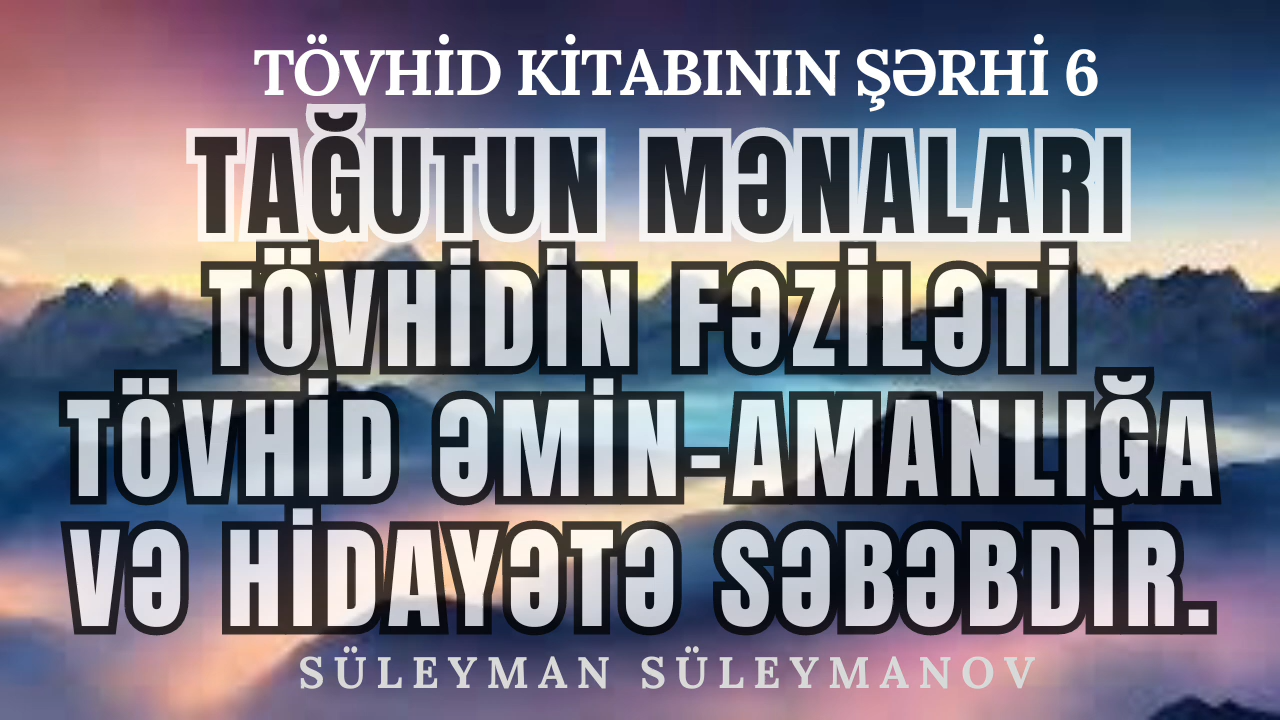 TÖVHİD KİTABININ ŞƏRHİ 6
TAĞUTUN MƏNALARI
TÖVHİDİN FƏZİLƏTİ
TÖVHİD ƏMİN-AMANLIĞA
VƏ HİDAYƏTƏ SƏBƏBDİR.
SÜLEYMAN SÜLEYMANOV